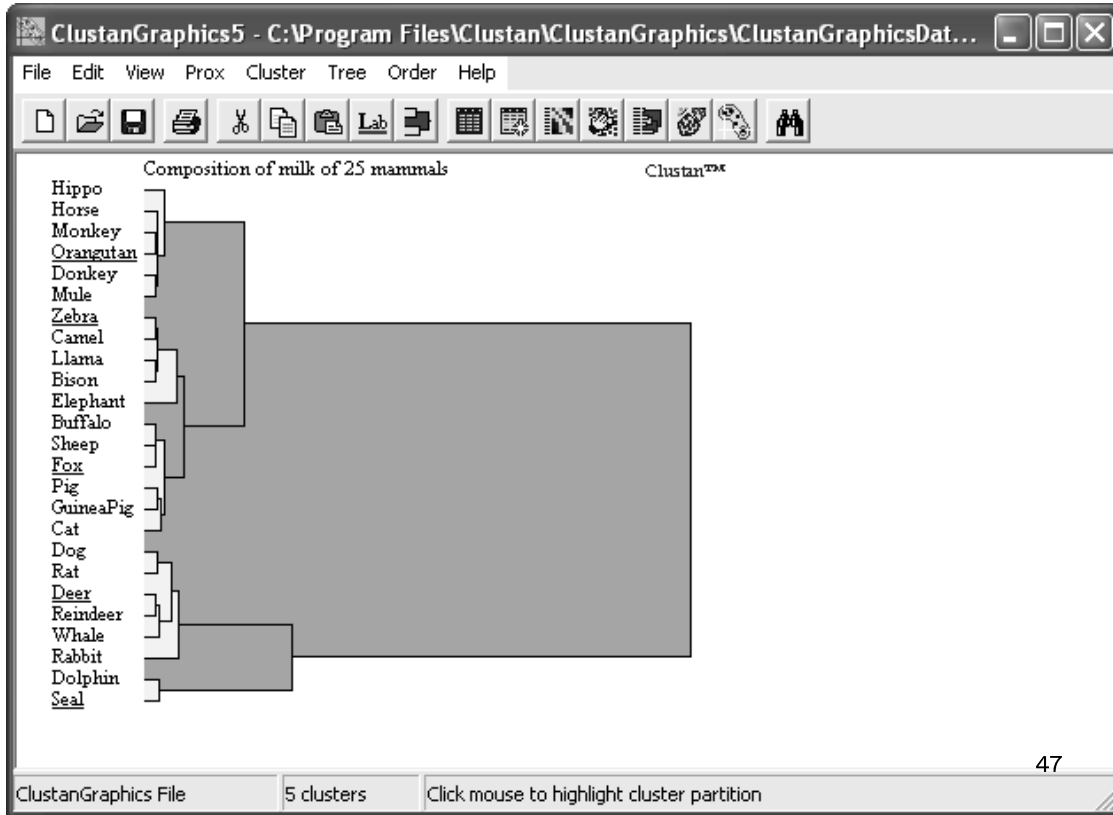 ClustanGraphics5 - C:\Program Files\Clustan\ClustanGraphics\ClustanGraphicsDat...
File Edit View Prox Cluster Tree Order Help
Lab
Composition of milk of 25 mammals Clustan™
Hippo
Horse
Monkey
Orangutan
Donkey
Mule
Zebra
Camel
Llama
Bison
Elephant
Buffalo
Sheep
Fox
Pig
GuineaPig
Cat
Dog
Rat
Deer
Reindeer
Whale
Rabbit
Dolphin
Seal
47
ClustanGraphics File 5 clusters Click mouse to highlight cluster partition